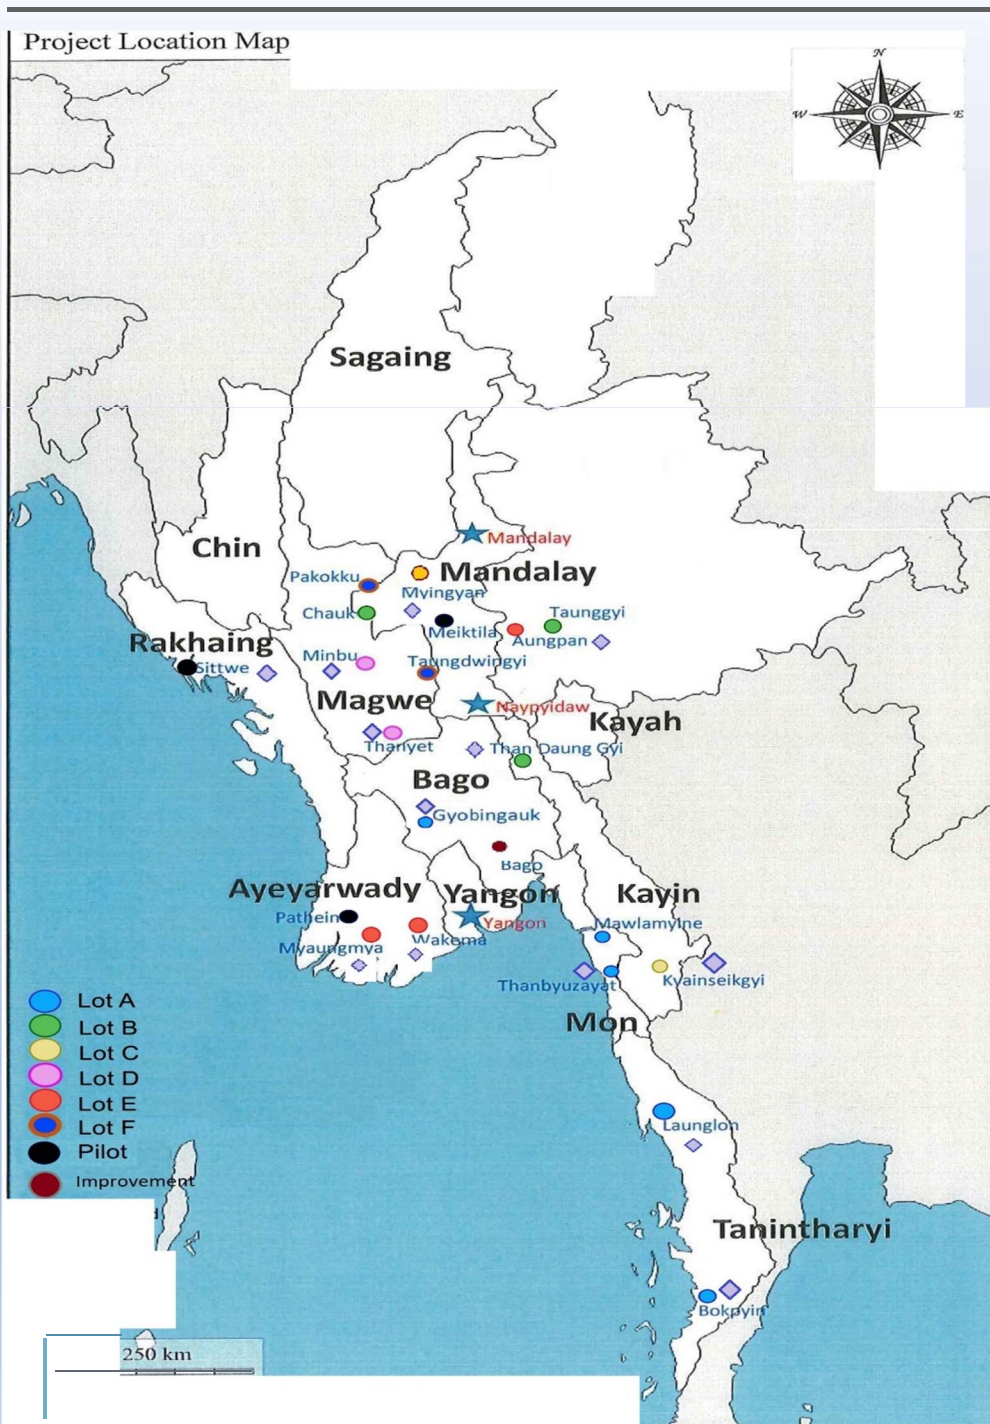 Project Location Map
N
W
E
Sagaing
Mandalay
Chin
Mandalay
Pakokku
Myingyan
Chauk
Taunggyi
Meiktila
Aungpan
Rakhaing
Sittwe
Minbu
Taungdwingyi
Magwe
Naypyidaw
Kayah
Thanyet
Than Daung Gyi
Bago
Gyobingauk
Bago
Ayeyarwady
Yangon
Kayin
Pathein
Yangon
Mawlamyine
Myaungmya
Wakema
Thanbyuzayat
Kyainseikgyi
Mon
Lot A
Lot B
Lot C
Lot D
Lot E
Lot F
Pilot
Improvement
d
Launglon
Tanintharyi
Bokpyin
250 km